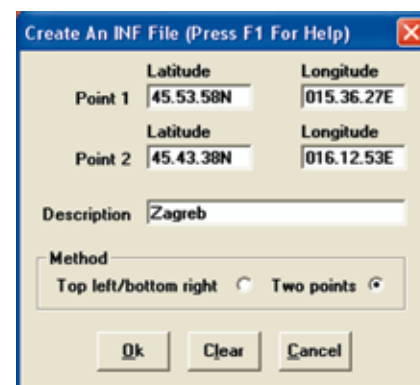 Create An INF File (Press F1 For Help)
Latitude Longitude
Point 1 45.53.58N 015.36.27E
Latitude Longitude
Point 2 45.43.38N 016.12.53E
Description Zagreb
Method
Top left/bottom right Two points
Ok Clear Cancel